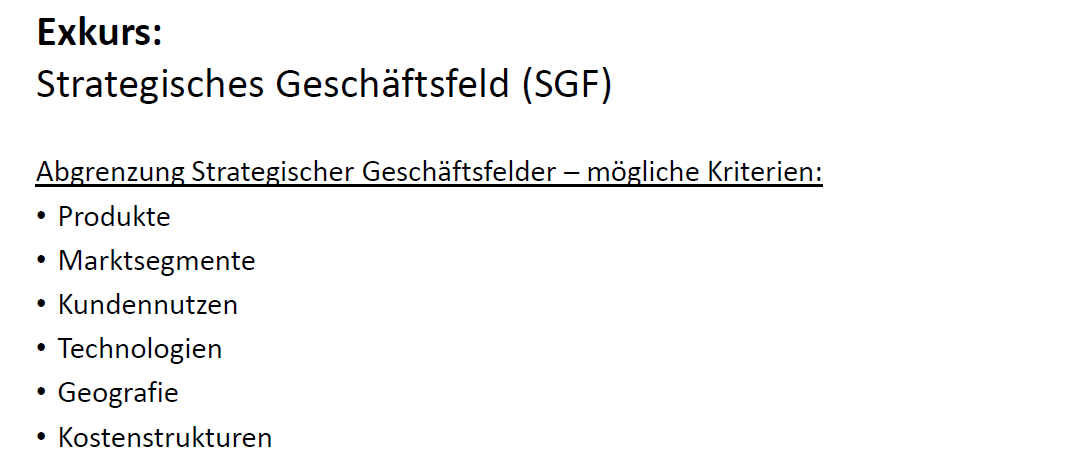 Exkurs:
Strategisches Geschäftsfeld (SGF)
Abgrenzung Strategischer Geschäftsfelder – mögliche Kriterien:
• Produkte
• Marktsegmente
• Kundennutzen
• Technologien
• Geografie
• Kostenstrukturen